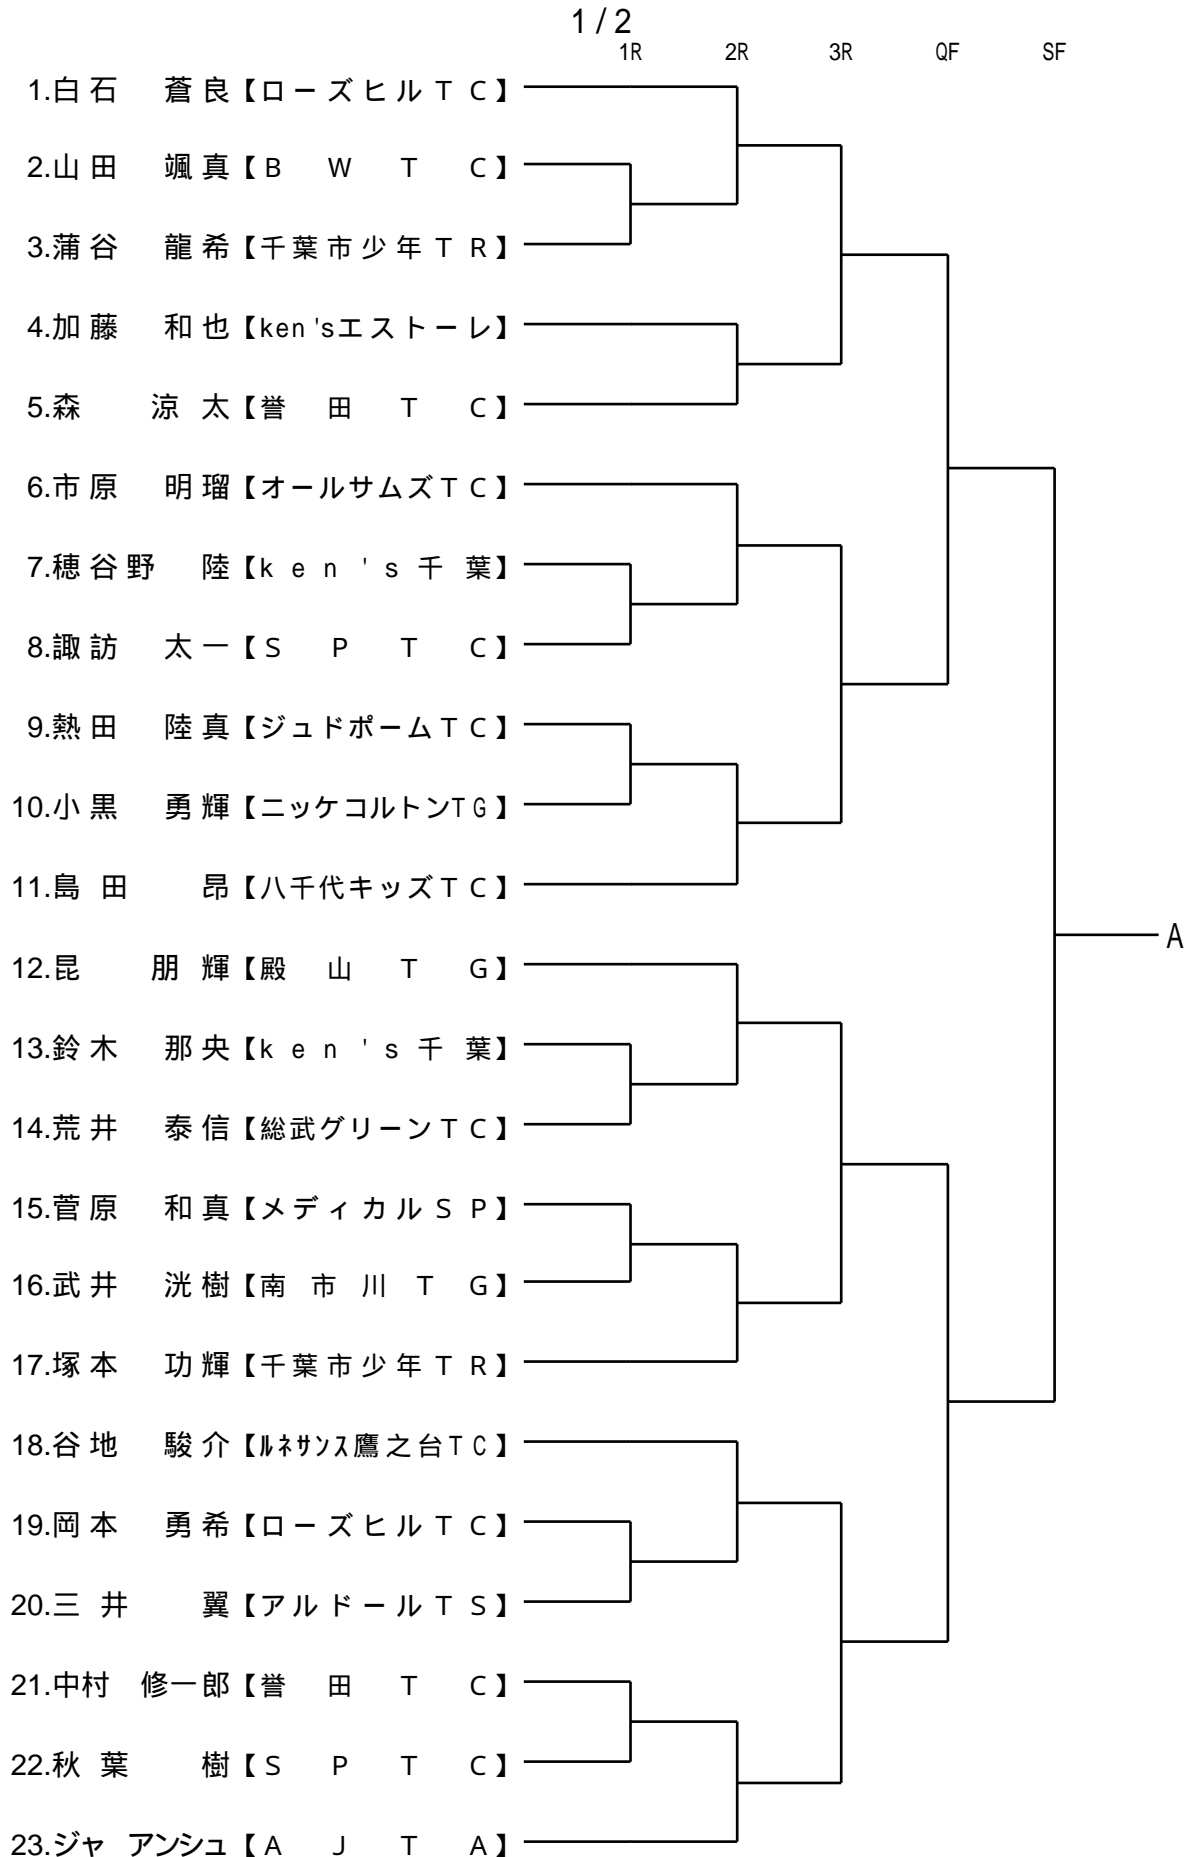 1 / 2
1R 2R 3R QF SF
1.白石 蒼良【ローズヒルTC】
2.山田 颯真【BWTC】
3.蒲谷 龍希【千葉市少年TR】
4.加藤 和也【ken'sエストーレ】
5.森 涼太【誉田TC】
6.市原 明瑠【オールサムズTC】
7.穂谷野 陸【ken's千葉】
8.諏訪 太一【SPTC】
9.熱田 陸真【ジュドポームTC】
10.小黒 勇輝【ニッケコルトンTG】
11.島田 昂【八千代キッズTC】
A
12.昆 朋輝【殿山TG】
13.鈴木 那央【ken's千葉】
14.荒井 泰信【総武グリーンTC】
15.菅原 和真【メディカルSP】
16.武井 洸樹【南市川TG】
17.塚本 功輝【千葉市少年TR】
18.谷地 駿介【ルネサンス鷹之台TC】
19.岡本 勇希【ローズヒルTC】
20.三井 翼【アルドールTS】
21.中村 修一郎【誉田TC】
22.秋葉 樹【SPTC】
23.ジャ アンシュ【AJTA】